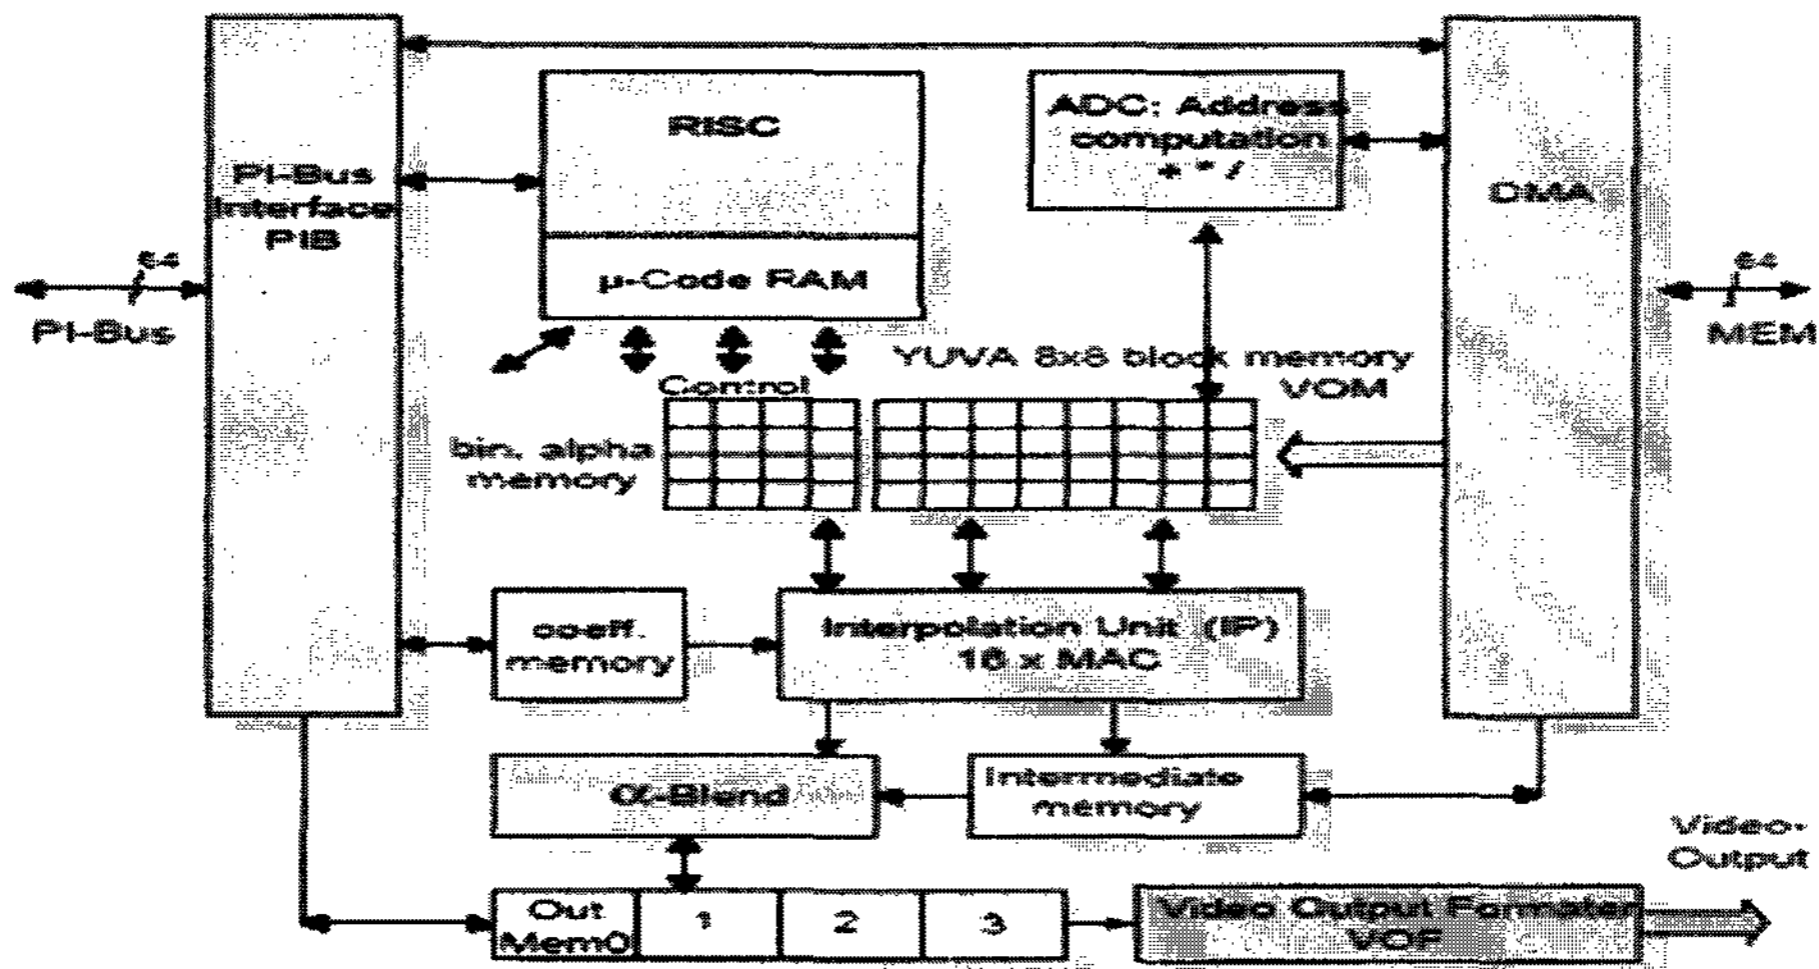 RISC
ADC: Address
computation
+ * /
PI-Bus
Interface
PIB
DMA
64
PI-Bus
µ-Code RAM
64
MEM
YUVA 8x8 block memory
VOM
Control
bin. alpha
memory
coeff.
memory
Interpolation Unit (IP)
16 x MAC
α-Blend
Intermediate
memory
Video-
Output
Out
Mem0
1
2
3
Video Output Formater
VOF